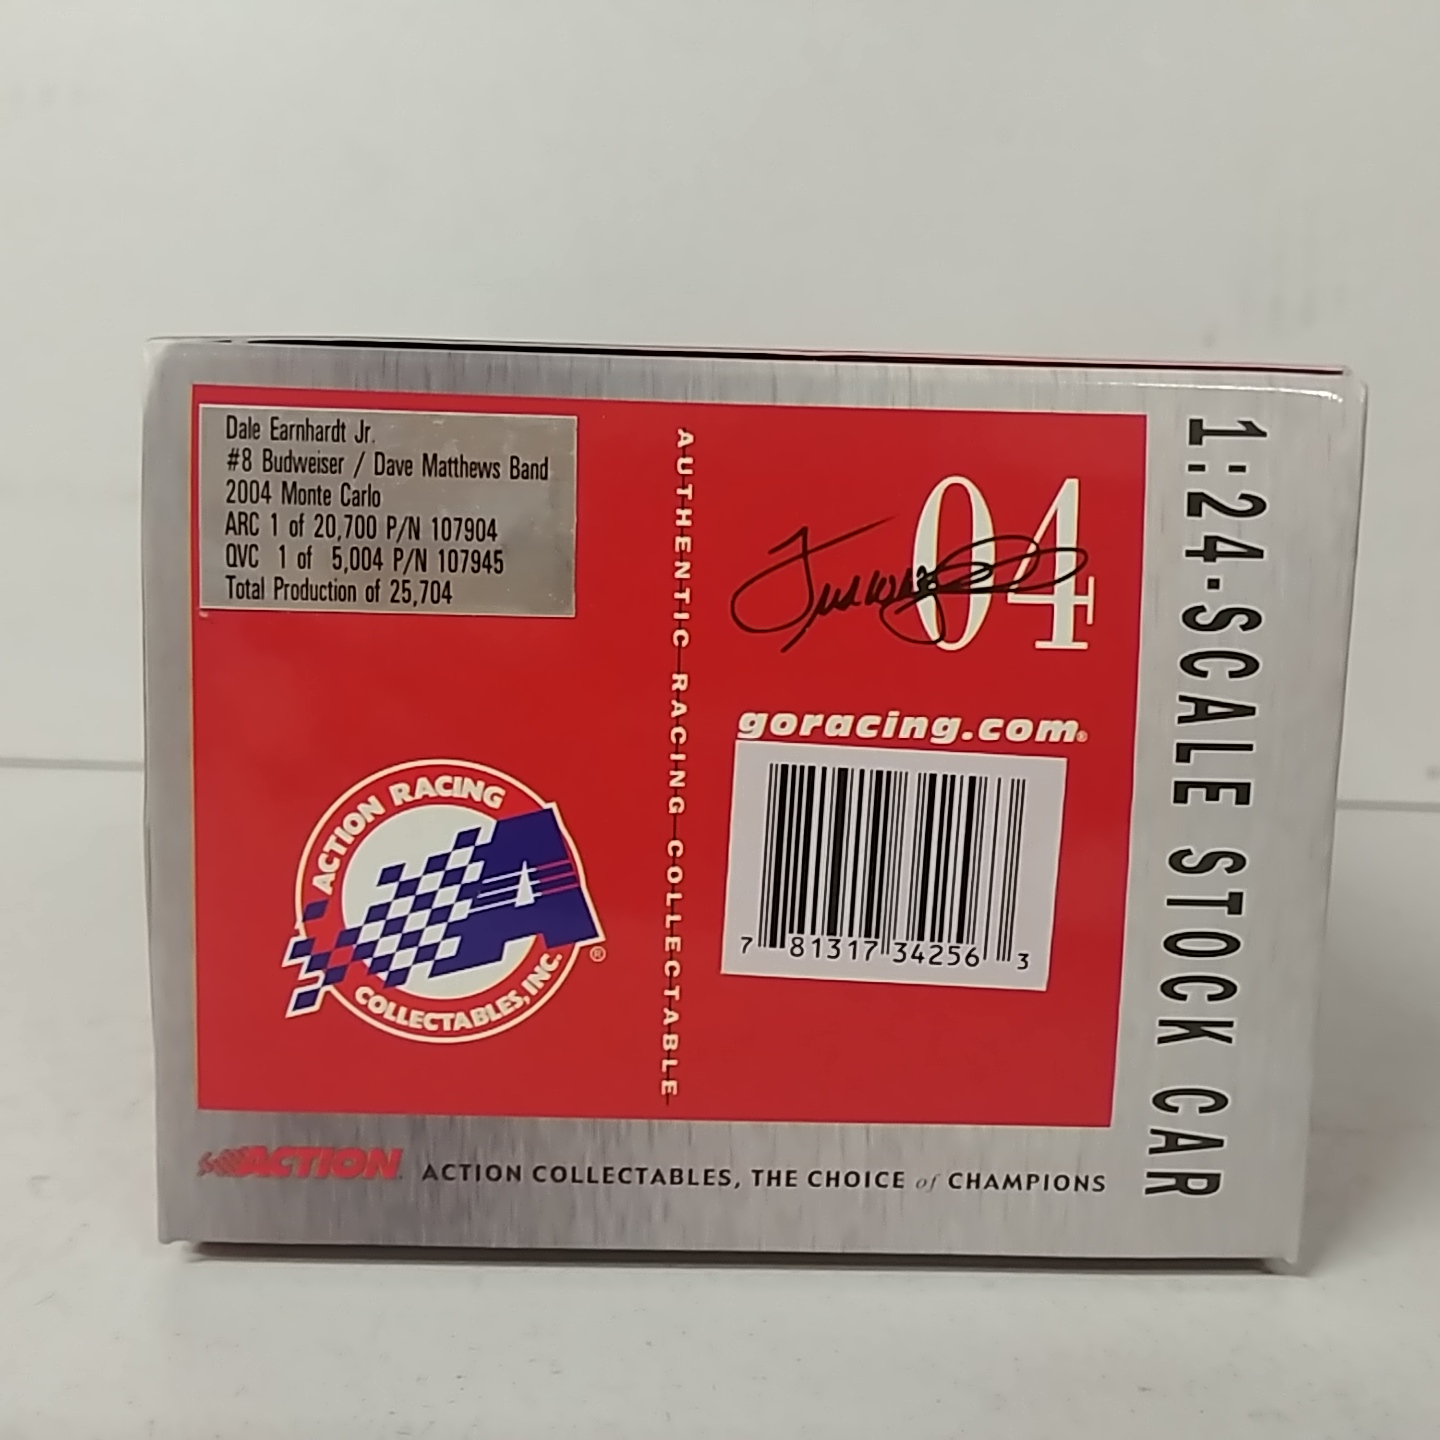 Dale Earnhardt Jr.
#8 Budweiser / Dave Matthews Band
2004 Monte Carlo
ARC 1 of 20,700 P/N 107904
QVC 1 of 5,004 P/N 107945
Total Production of 25,704
AUTHENTIC RACING COLLECTABLE
04
goracing.com®
7 81317 34256 3
1:24-SCALE STOCK CAR
ACTION RACING
COLLECTABLES, INC.
®
ACTION
ACTION COLLECTABLES, THE CHOICE of CHAMPIONS